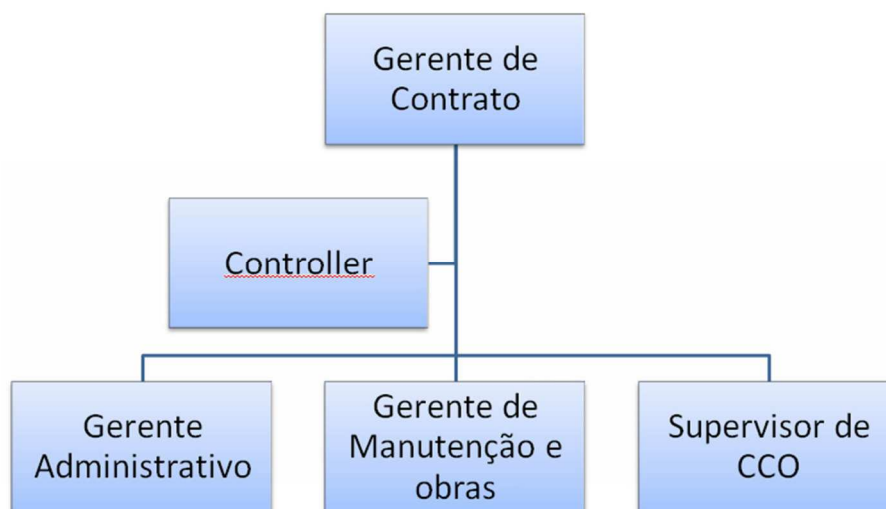 Gerente de
Contrato
Controller
Gerente
Administrativo
Gerente de
Manutenção e
obras
Supervisor de
CCO